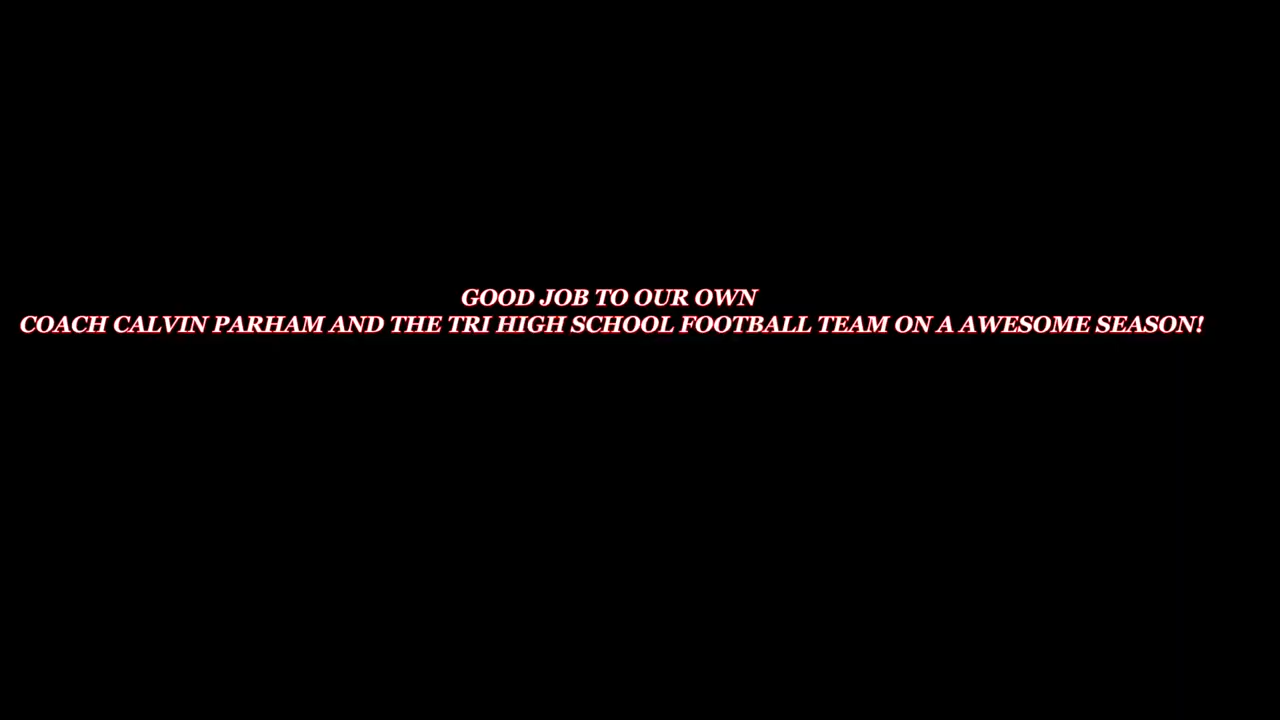 GOOD JOB TO OUR OWN
COACH CALVIN PARHAM AND THE TRI HIGH SCHOOL FOOTBALL TEAM ON A AWESOME SEASON!